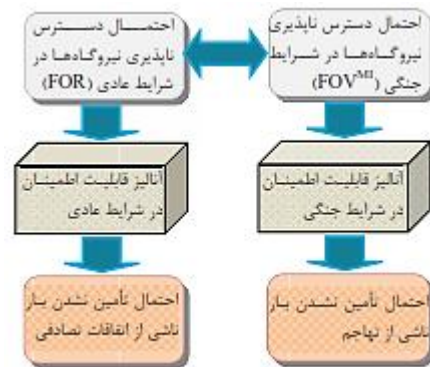 احتمال دسترس ناپذیری
نیروگاه‌ها در شرایط
جنگی (FOV^MI)
احتمال دسترس
ناپذیری نیروگاه‌ها در
شرایط عادی (FOR)
آنالیز قابلیت اطمینان
در شرایط جنگی
آنالیز قابلیت اطمینان
در شرایط عادی
احتمال تأمین نشدن بار
ناشی از تهاجم
احتمال تأمین نشدن بار
ناشی از اتفاقات تصادفی